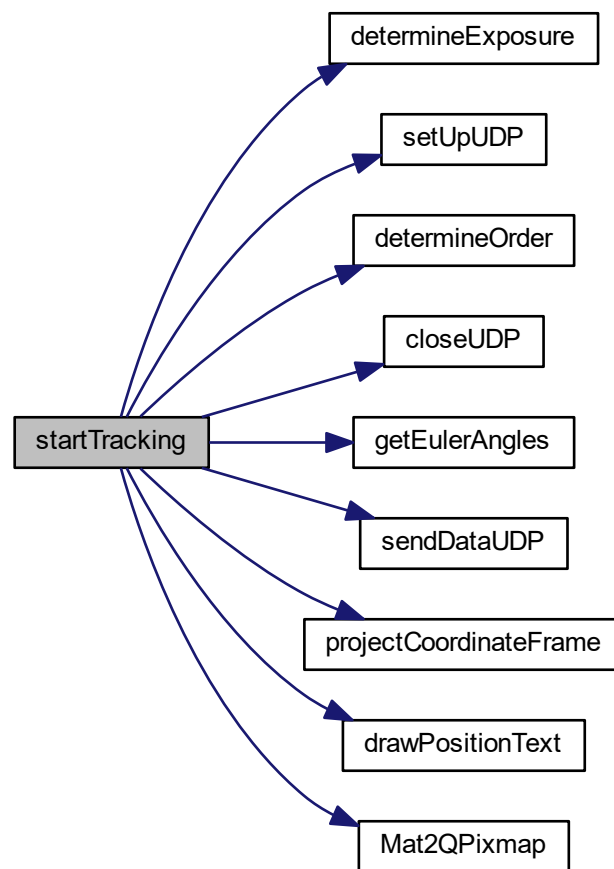 determineExposure
setUpUDP
determineOrder
closeUDP
startTracking
getEulerAngles
sendDataUDP
projectCoordinateFrame
drawPositionText
Mat2QPixmap